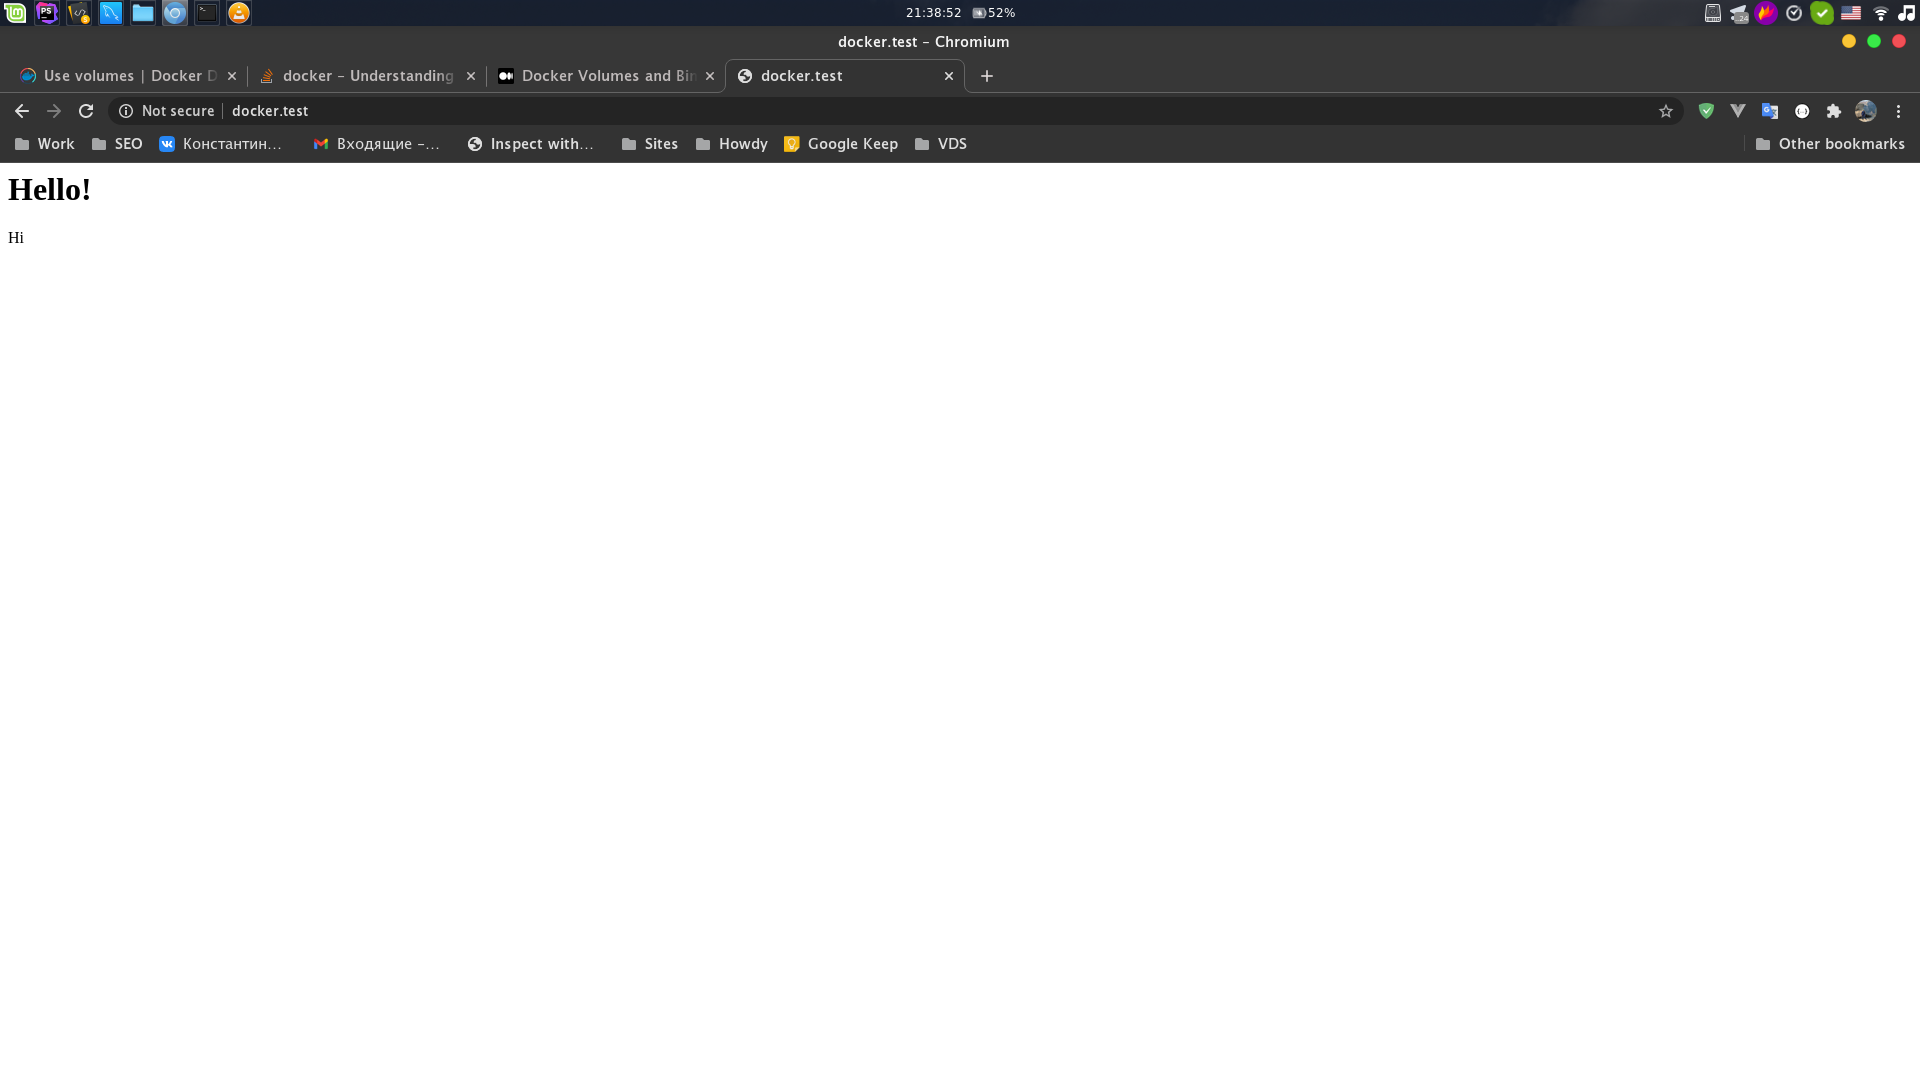 21:38:52 52%
docker.test – Chromium
Use volumes | Docker D
docker – Understanding
Docker Volumes and Bin
docker.test
Not secure
docker.test
Work
SEO
Константин...
Входящие –...
Inspect with...
Sites
Howdy
Google Keep
VDS
Other bookmarks
Hello!
Hi